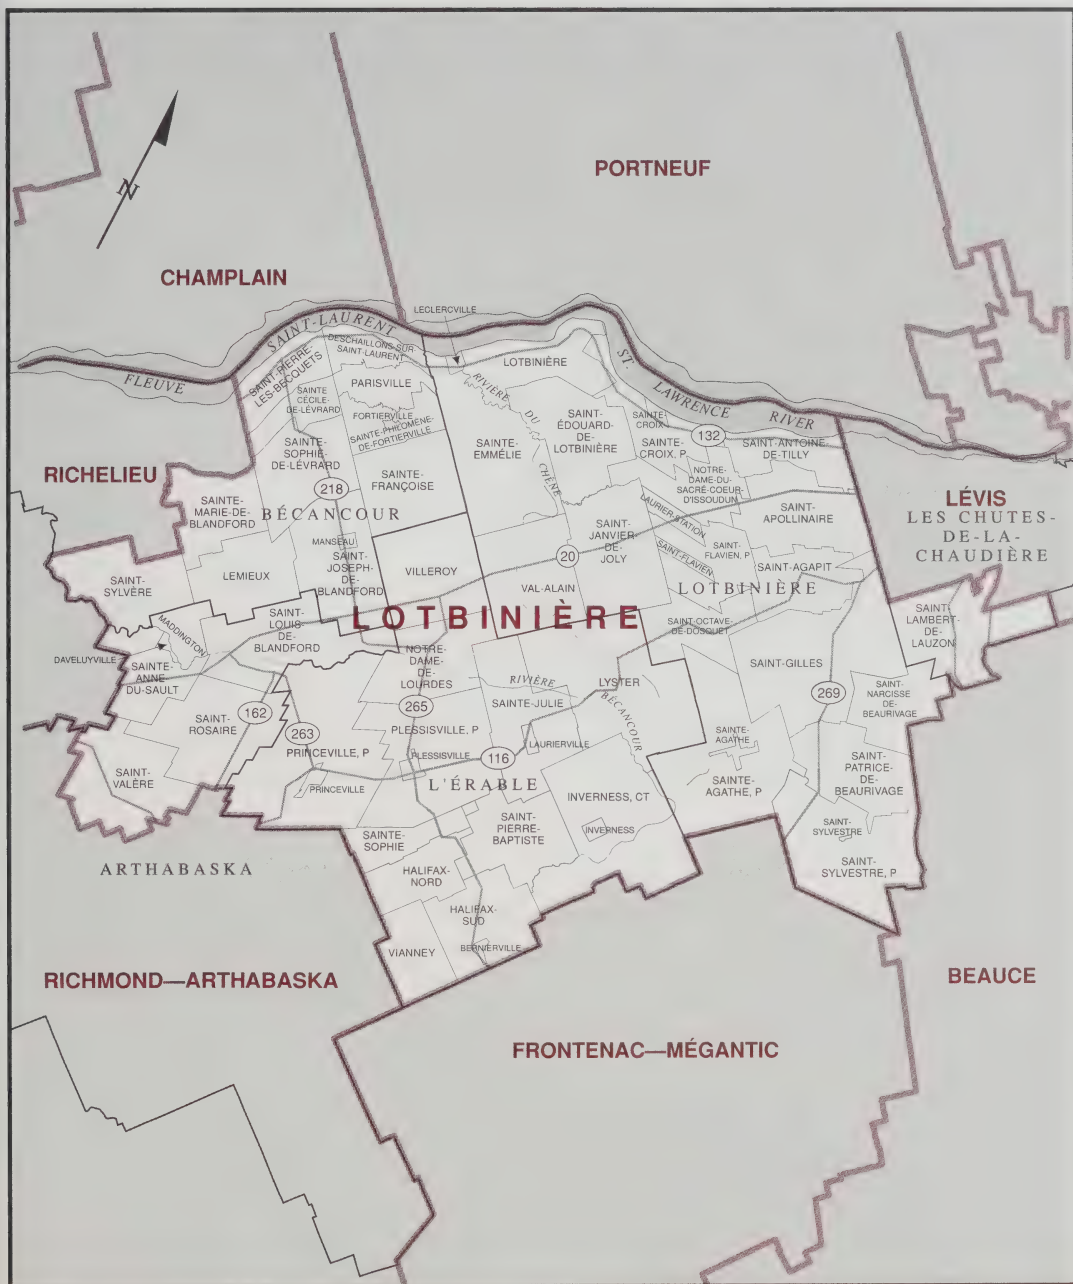 N
PORTNEUF
CHAMPLAIN
LECLERCVILLE
SAINT-LAURENT
FLEUVE
ST. LAWRENCE RIVER
DESCHAILLONS-SUR-
SAINT-LAURENT
LOTBINIÈRE
SAINT-PIERRE-
LES-BECQUETS
PARISVILLE
SAINTE
CÉCILE-
DE-LÉVRARD
RIVIÈRE DU CHÊNE
FORTIERVILLE
SAINTE-PHILOMÈNE-
DE-FORTIERVILLE
SAINT-
ÉDOUARD-
DE-
LOTBINIÈRE
SAINTE-
CROIX
132
SAINTE-
EMMÉLIE
SAINTE-
CROIX, P
SAINT-ANTOINE-
DE-TILLY
SAINTE-
SOPHIE-
DE-LÉVRARD
RICHELIEU
SAINTE-
FRANÇOISE
NOTRE-
DAME-DU-
SACRÉ-COEUR-
D'ISSOUDUN
218
LÉVIS
LES CHUTES-
DE-LA-
CHAUDIÈRE
SAINTE-
MARIE-DE-
BLANDFORD
BÉCANCOUR
LAURIER-STATION
SAINT-
APOLLINAIRE
SAINT-
JANVIER-
DE-
JOLY
MANSEAU
20
SAINT-FLAVIEN
SAINT-
FLAVIEN, P
SAINT-
JOSEPH-
DE-
BLANDFORD
VILLEROY
SAINT-AGAPIT
LEMIEUX
SAINT-
SYLVÈRE
VAL-ALAIN
LOTBINIÈRE
LOTBINIÈRE
SAINT-
LOUIS-
DE-
BLANDFORD
SAINT-OCTAVE-
DE-DOSQUET
SAINT-
LAMBERT-
DE-
LAUZON
MADDINGTON
DAVELUYVILLE
SAINTE-
ANNE-
DU-SAULT
NOTRE-
DAME-
DE-
LOURDES
SAINT-GILLES
RIVIÈRE BÉCANCOUR
LYSTER
SAINT-
NARCISSE
DE-
BEAURIVAGE
269
SAINTE-JULIE
265
162
SAINT-
ROSAIRE
263
PLESSISVILLE, P
SAINTE-
AGATHE
PRINCEVILLE, P
LAURIERVILLE
PLESSISVILLE
116
SAINT-
PATRICE-
DE-
BEAURIVAGE
SAINT-
VALÈRE
L'ÉRABLE
SAINTE-
AGATHE, P
PRINCEVILLE
INVERNESS, CT
SAINT-
PIERRE-
BAPTISTE
SAINT-
SYLVESTRE
INVERNESS
SAINTE-
SOPHIE
ARTHABASKA
SAINT-
SYLVESTRE, P
HALIFAX-
NORD
HALIFAX-
SUD
BERNIERVILLE
VIANNEY
RICHMOND—ARTHABASKA
BEAUCE
FRONTENAC—MÉGANTIC